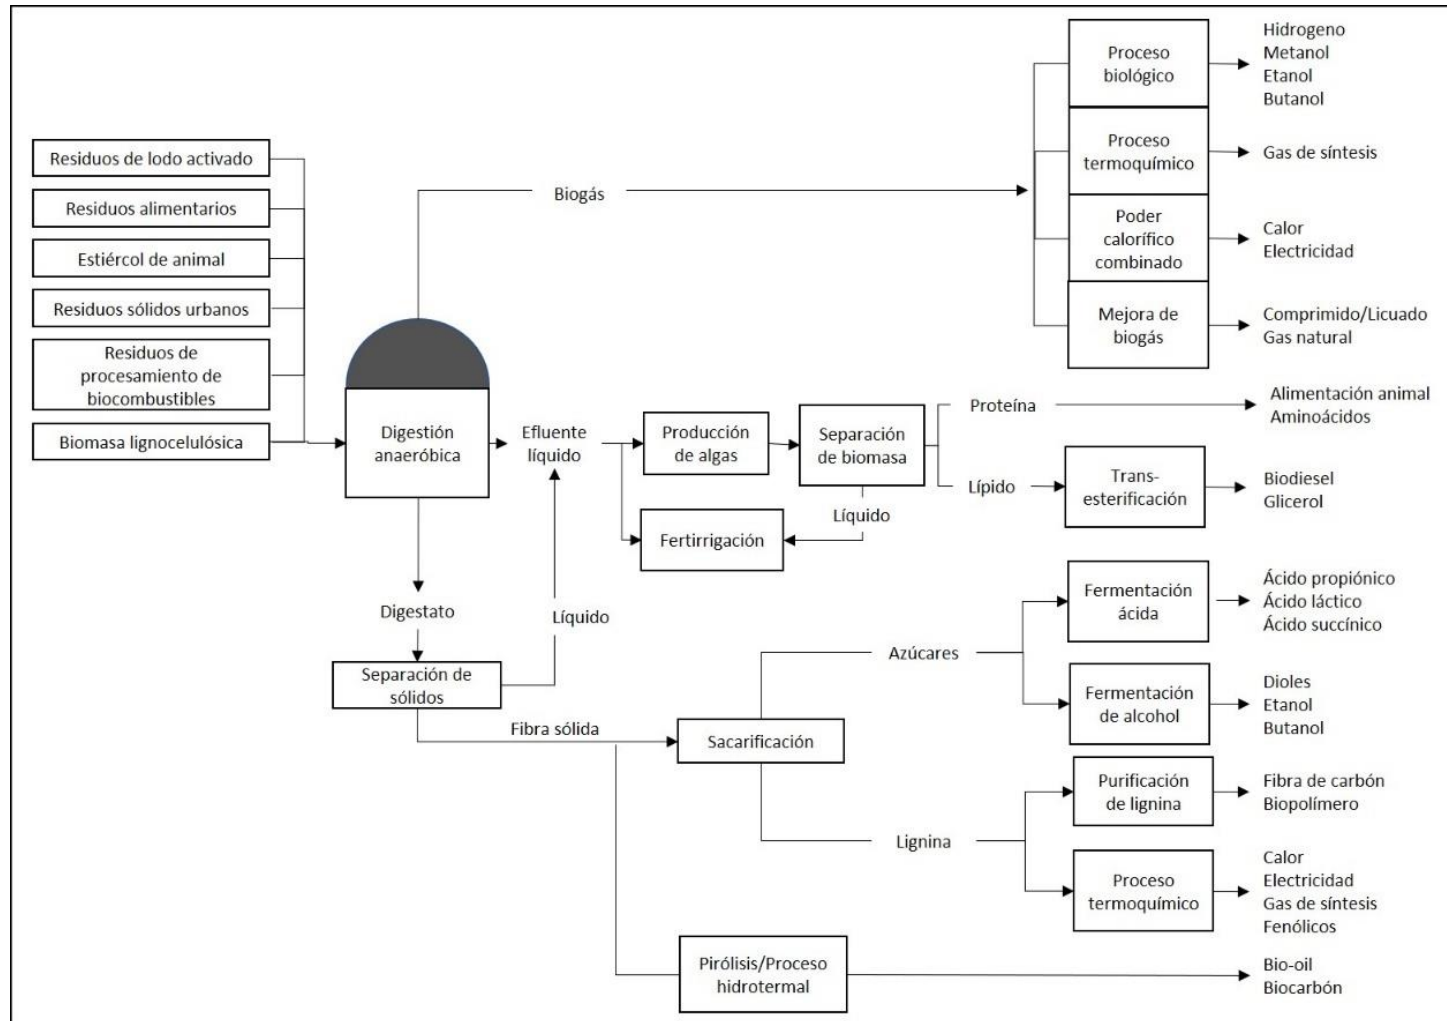 Residuos de lodo activado
Residuos alimentarios
Estiércol de animal
Residuos sólidos urbanos
Residuos de
procesamiento de
biocombustibles
Biomasa lignocelulósica
Digestión
anaeróbica
Biogás
Proceso
biológico
Hidrogeno
Metanol
Etanol
Butanol
Proceso
termoquímico
Gas de síntesis
Poder
calorífico
combinado
Calor
Electricidad
Mejora de
biogás
Comprimido/Licuado
Gas natural
Efluente
líquido
Producción
de algas
Separación
de biomasa
Proteína
Alimentación animal
Aminoácidos
Lípido
Trans-
esterificación
Biodiesel
Glicerol
Líquido
Fertirrigación
Digestato
Líquido
Separación de
sólidos
Fibra sólida
Sacarificación
Azúcares
Fermentación
ácida
Ácido propiónico
Ácido láctico
Ácido succínico
Fermentación
de alcohol
Dioles
Etanol
Butanol
Lignina
Purificación
de lignina
Fibra de carbón
Biopolímero
Proceso
termoquímico
Calor
Electricidad
Gas de síntesis
Fenólicos
Pirólisis/Proceso
hidrotermal
Bio-oil
Biocarbón